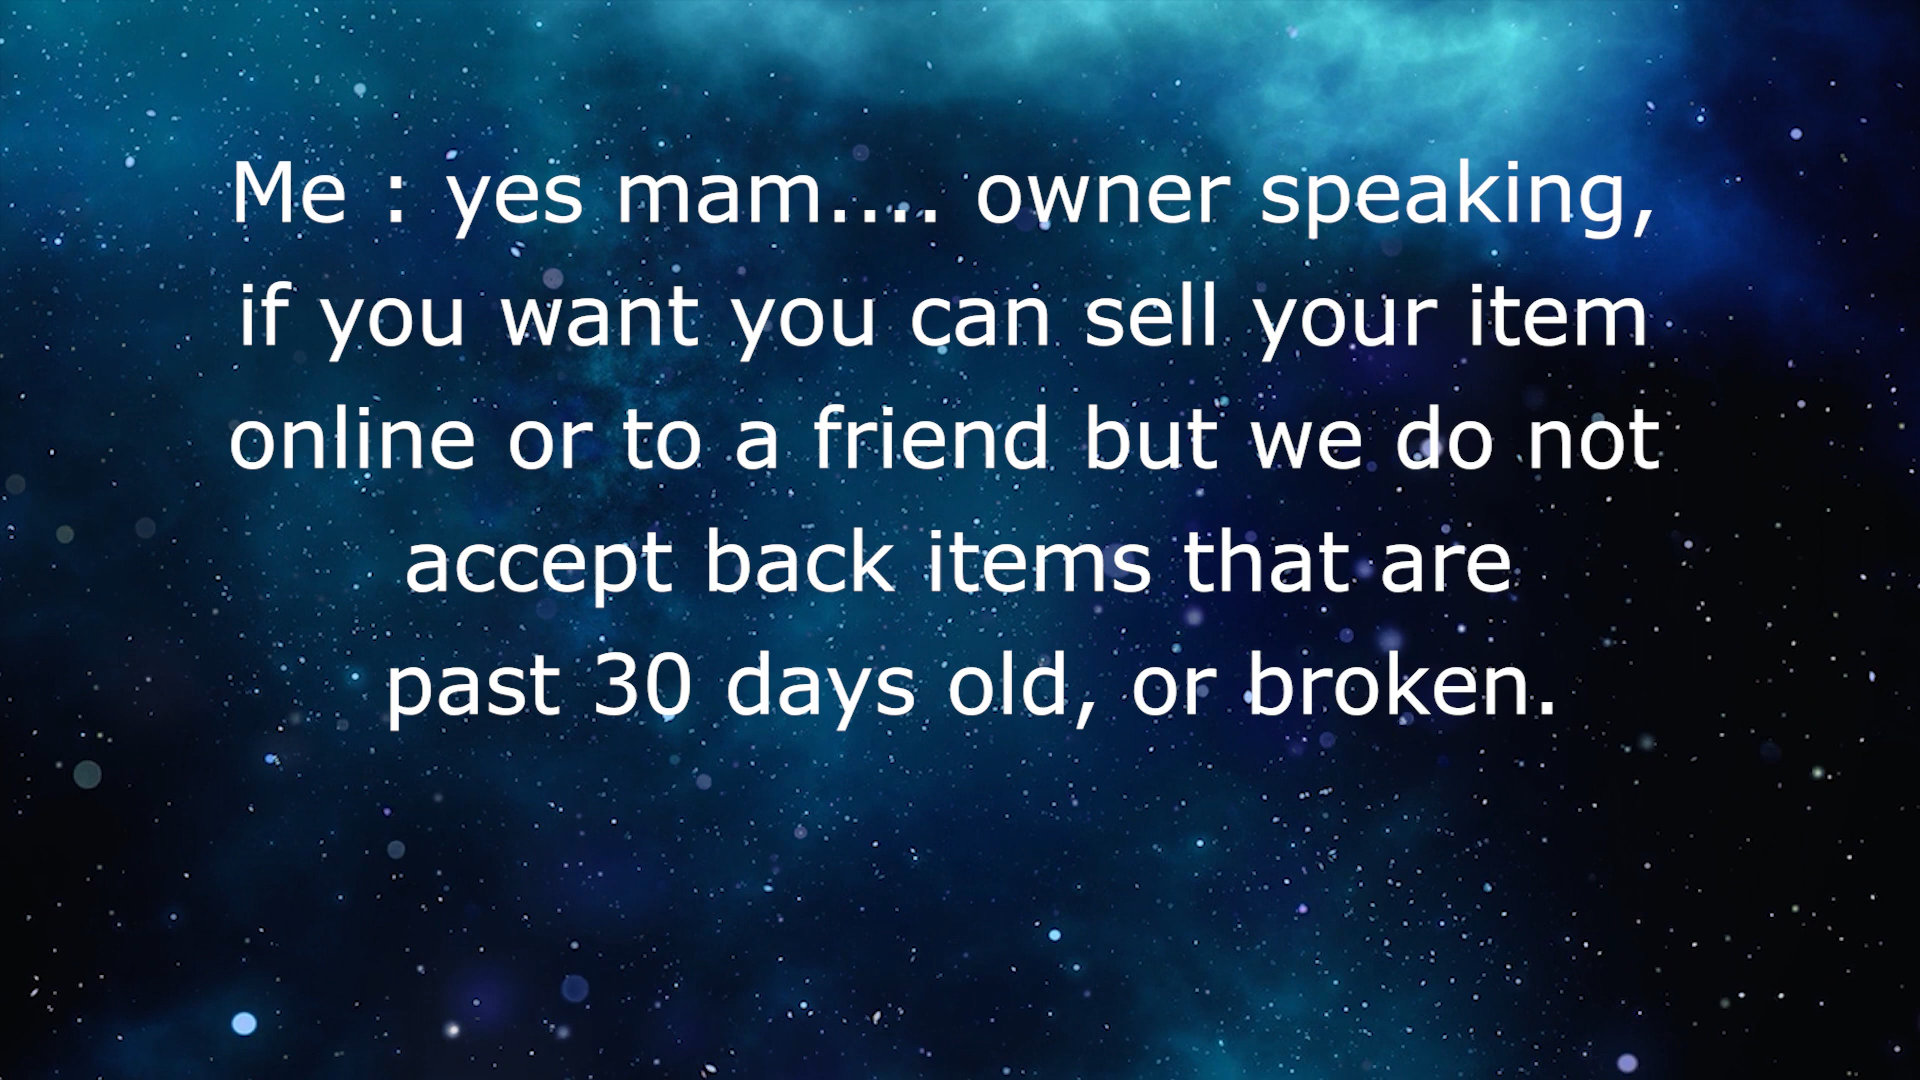 Me : yes mam.... owner speaking,
if you want you can sell your item
online or to a friend but we do not
accept back items that are
past 30 days old, or broken.